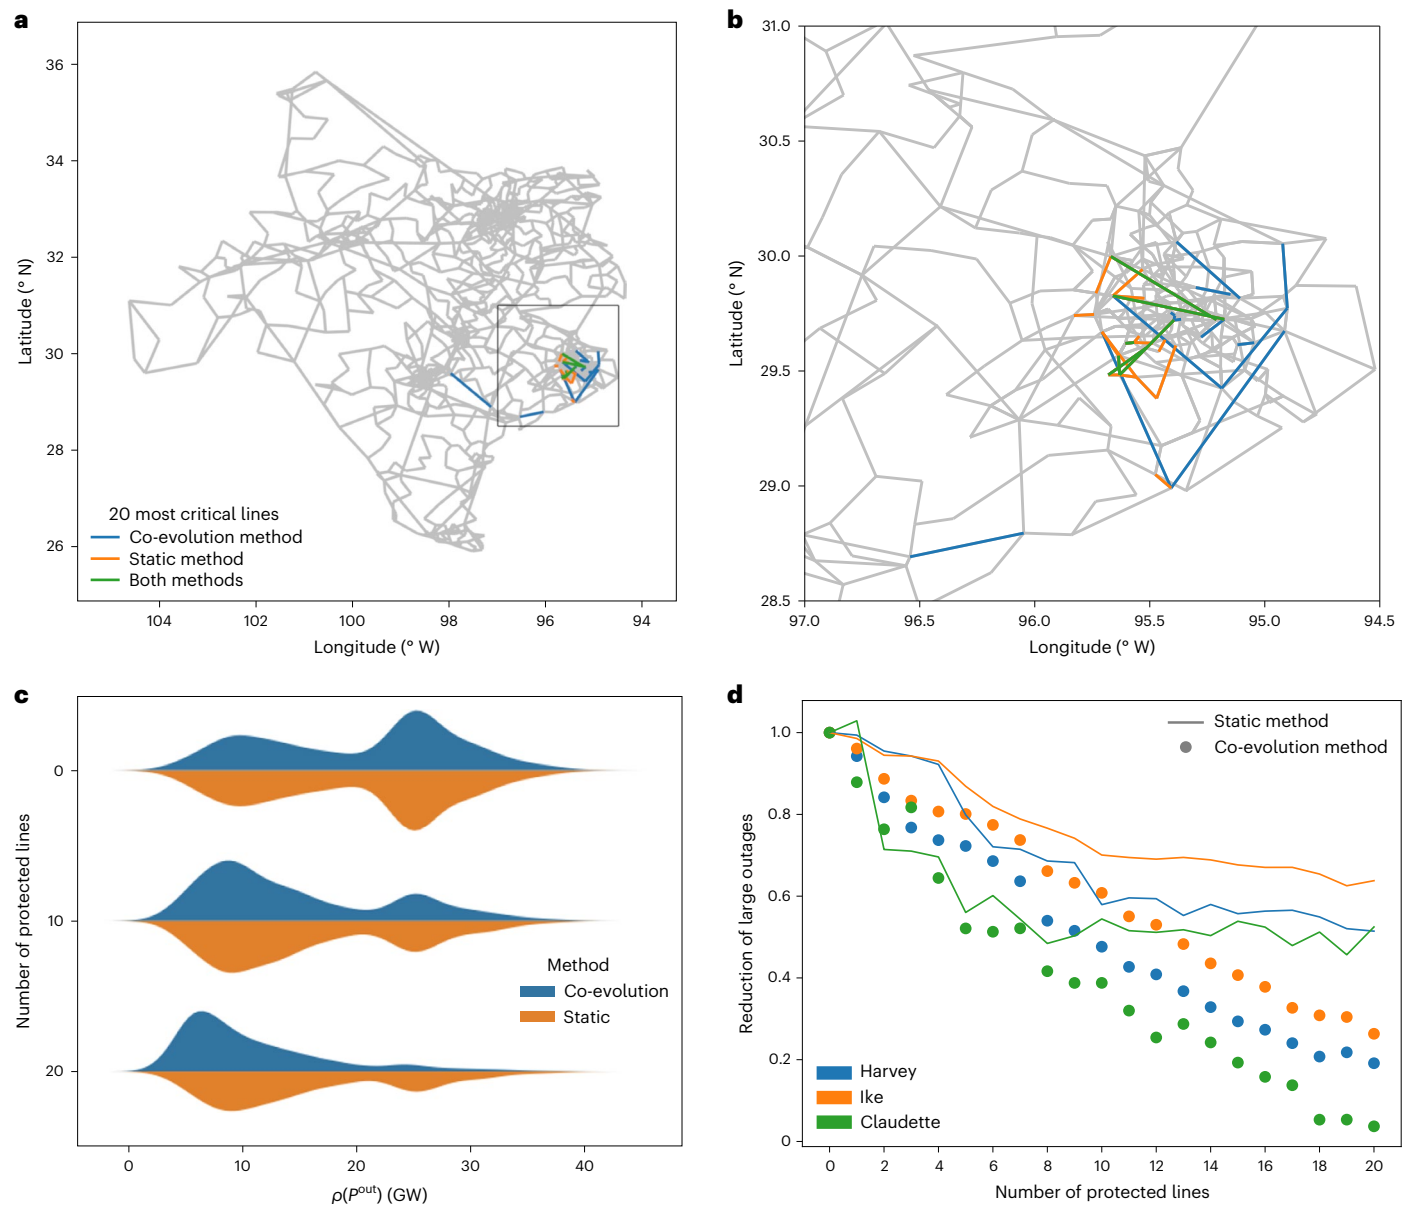 a
36
34
32
30
28
26
Latitude (° N)
20 most critical lines
Co-evolution method
Static method
Both methods
104 102 100 98 96 94
Longitude (° W)
b
31.0
30.5
30.0
29.5
29.0
28.5
Latitude (° N)
97.0 96.5 96.0 95.5 95.0 94.5
Longitude (° W)
c
0
10
20
Number of protected lines
Method
Co-evolution
Static
0 10 20 30 40
ρ(P^out) (GW)
d
1.0
0.8
0.6
0.4
0.2
0
Reduction of large outages
Static method
Co-evolution method
Harvey
Ike
Claudette
0 2 4 6 8 10 12 14 16 18 20
Number of protected lines